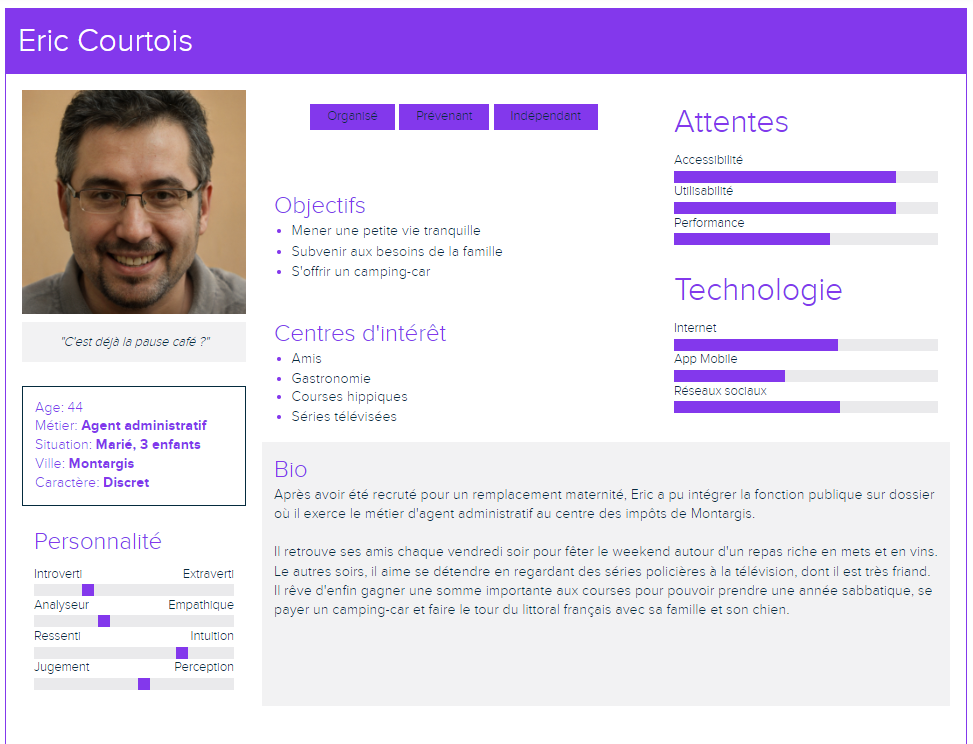 Eric Courtois
"C'est déjà la pause café ?"
Age: 44
Métier: Agent administratif
Situation: Marié, 3 enfants
Ville: Montargis
Caractère: Discret
Personnalité
Introverti Extraverti
Analyseur Empathique
Ressenti Intuition
Jugement Perception
Organisé Prévenant Indépendant
Objectifs
Mener une petite vie tranquille
Subvenir aux besoins de la famille
S'offrir un camping-car
Centres d'intérêt
Amis
Gastronomie
Courses hippiques
Séries télévisées
Attentes
Accessibilité
Utilisabilité
Performance
Technologie
Internet
App Mobile
Réseaux sociaux
Bio
Après avoir été recruté pour un remplacement maternité, Eric a pu intégrer la fonction publique sur dossier
où il exerce le métier d'agent administratif au centre des impôts de Montargis.
Il retrouve ses amis chaque vendredi soir pour fêter le weekend autour d'un repas riche en mets et en vins.
Le autres soirs, il aime se détendre en regardant des séries policières à la télévision, dont il est très friand.
Il rêve d'enfin gagner une somme importante aux courses pour pouvoir prendre une année sabbatique, se
payer un camping-car et faire le tour du littoral français avec sa famille et son chien.